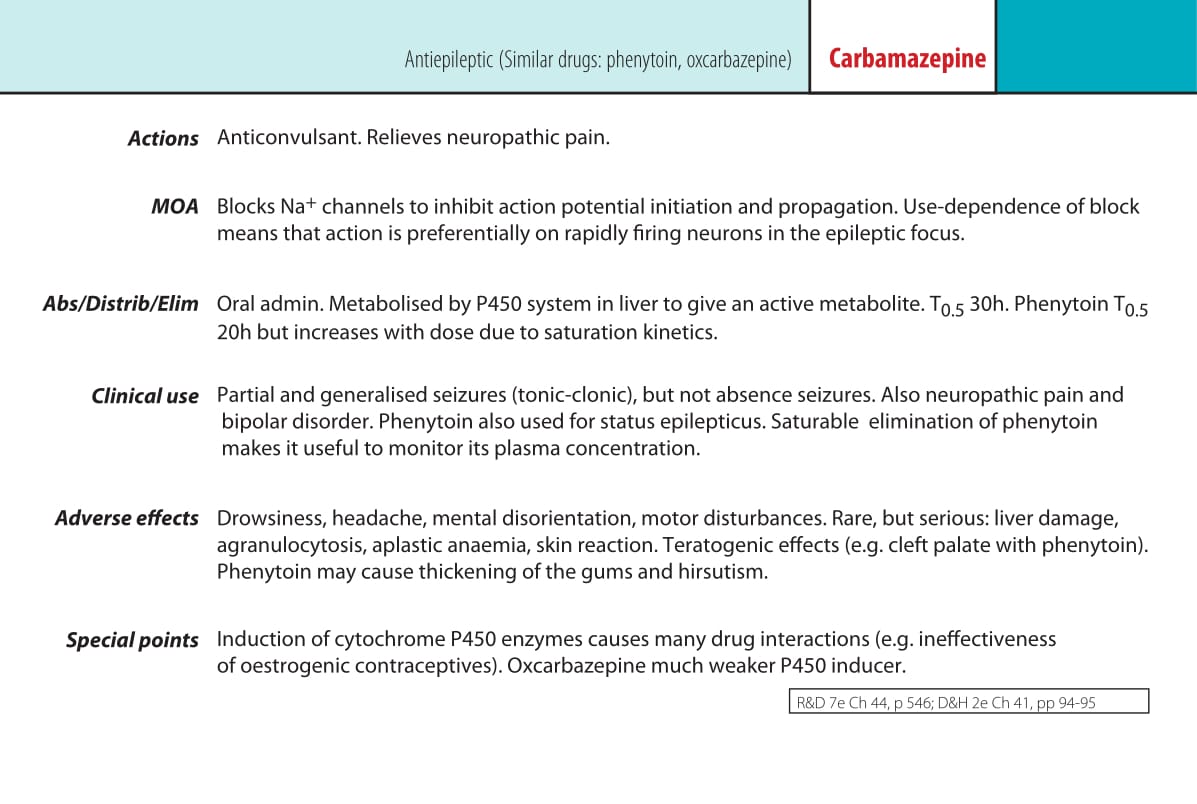 Antiepileptic (Similar drugs: phenytoin, oxcarbazepine) Carbamazepine
Actions Anticonvulsant. Relieves neuropathic pain.
MOA Blocks Na+ channels to inhibit action potential initiation and propagation. Use-dependence of block
means that action is preferentially on rapidly firing neurons in the epileptic focus.
Abs/Distrib/Elim Oral admin. Metabolised by P450 system in liver to give an active metabolite. T0.5 30h. Phenytoin T0.5
20h but increases with dose due to saturation kinetics.
Clinical use Partial and generalised seizures (tonic-clonic), but not absence seizures. Also neuropathic pain and
bipolar disorder. Phenytoin also used for status epilepticus. Saturable elimination of phenytoin
makes it useful to monitor its plasma concentration.
Adverse effects Drowsiness, headache, mental disorientation, motor disturbances. Rare, but serious: liver damage,
agranulocytosis, aplastic anaemia, skin reaction. Teratogenic effects (e.g. cleft palate with phenytoin).
Phenytoin may cause thickening of the gums and hirsutism.
Special points Induction of cytochrome P450 enzymes causes many drug interactions (e.g. ineffectiveness
of oestrogenic contraceptives). Oxcarbazepine much weaker P450 inducer.
R&D 7e Ch 44, p 546; D&H 2e Ch 41, pp 94-95